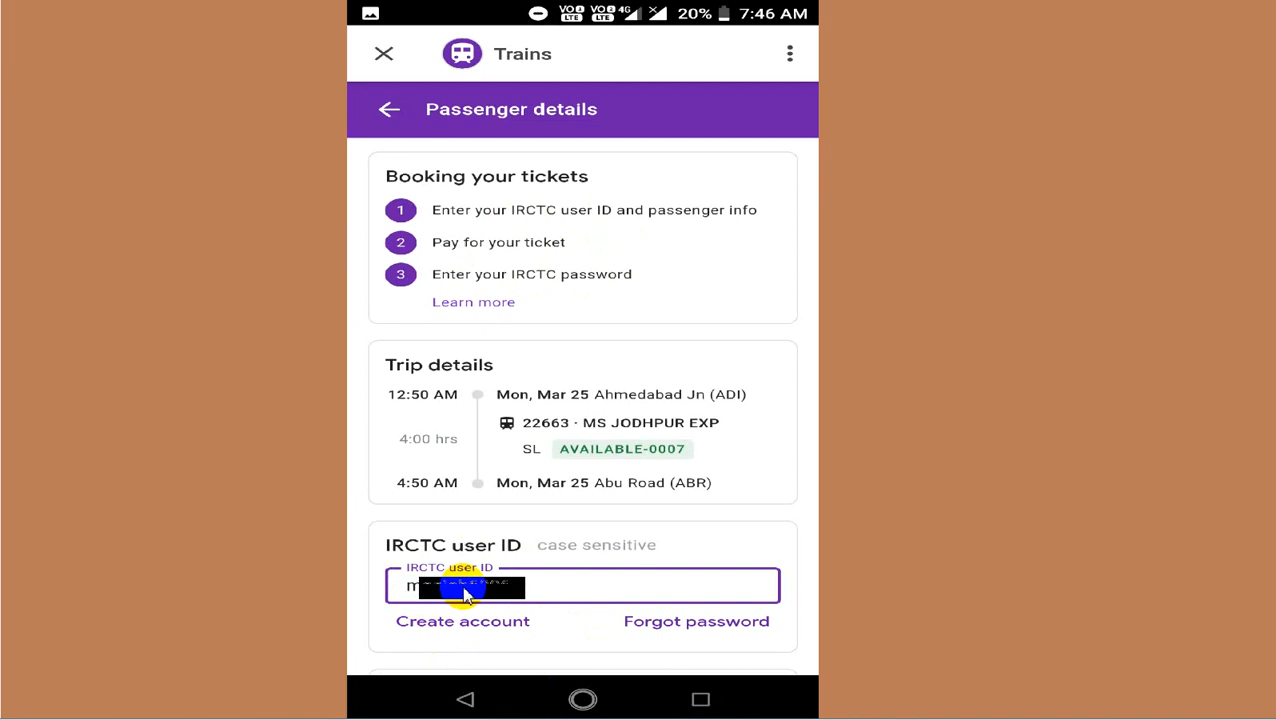 VO 1 LTE VO 2 LTE 4G 20% 7:46 AM
Trains
Passenger details
Booking your tickets
1 Enter your IRCTC user ID and passenger info
2 Pay for your ticket
3 Enter your IRCTC password
Learn more
Trip details
12:50 AM Mon, Mar 25 Ahmedabad Jn (ADI)
22663 · MS JODHPUR EXP
4:00 hrs
SL AVAILABLE-0007
4:50 AM Mon, Mar 25 Abu Road (ABR)
IRCTC user ID case sensitive
IRCTC user ID
Create account Forgot password